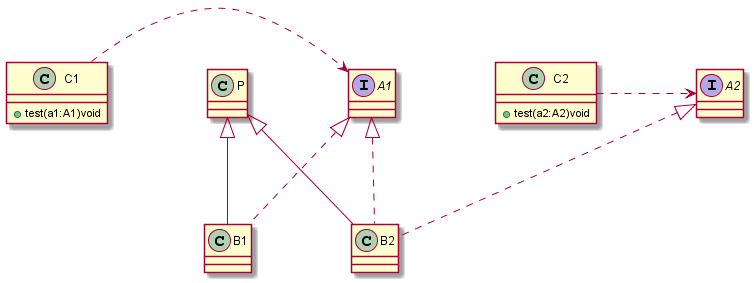 C C1
test(a1:A1)void
C P
I A1
C C2
test(a2:A2)void
I A2
C B1
C B2